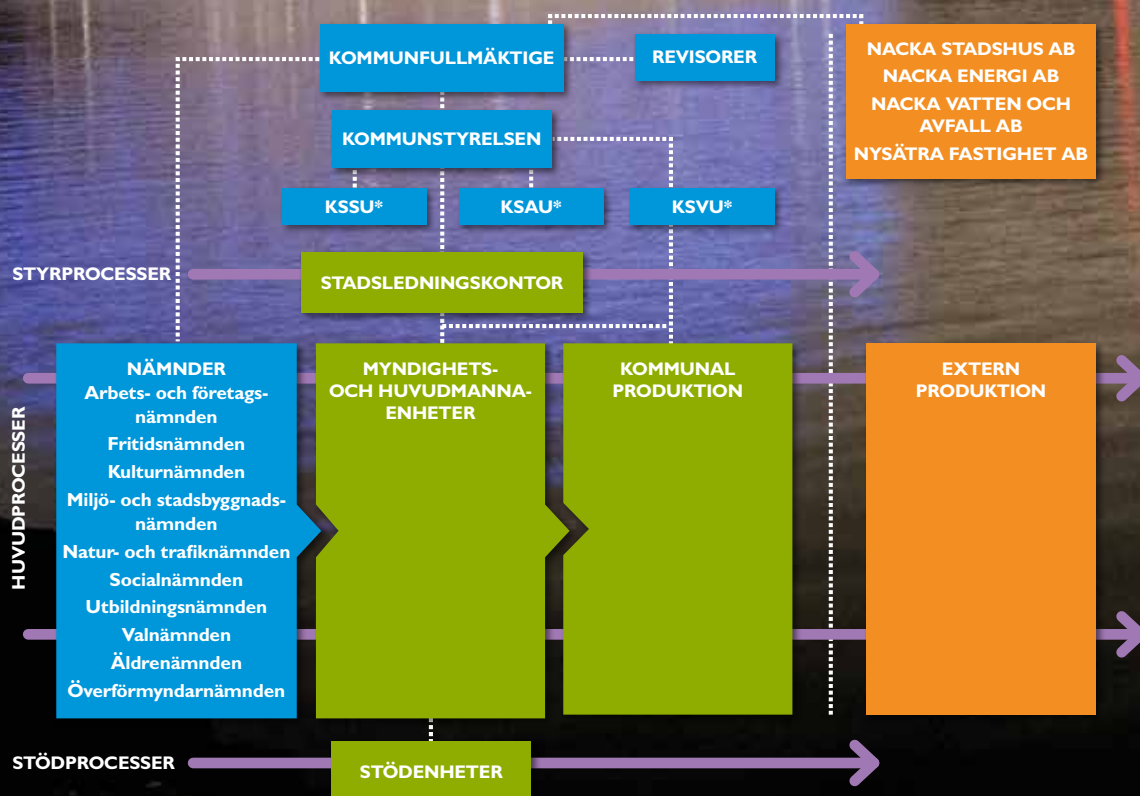 KOMMUNFULLMÄKTIGE
REVISORER
NACKA STADSHUS AB
NACKA ENERGI AB
NACKA VATTEN OCH
AVFALL AB
NYSÄTRA FASTIGHET AB
KOMMUNSTYRELSEN
KSSU*
KSAU*
KSVU*
STYRPROCESSER
STADSLEDNINGSKONTOR
HUVUDPROCESSER
NÄMNDER
Arbets- och företags-
nämnden
Fritidsnämnden
Kulturnämnden
Miljö- och stadsbyggnads-
nämnden
Natur- och trafiknämnden
Socialnämnden
Utbildningsnämnden
Valnämnden
Äldrenämnden
Överförmyndarnämnden
MYNDIGHETS-
OCH HUVUDMANNA-
ENHETER
KOMMUNAL
PRODUKTION
EXTERN
PRODUKTION
STÖDPROCESSER
STÖDENHETER